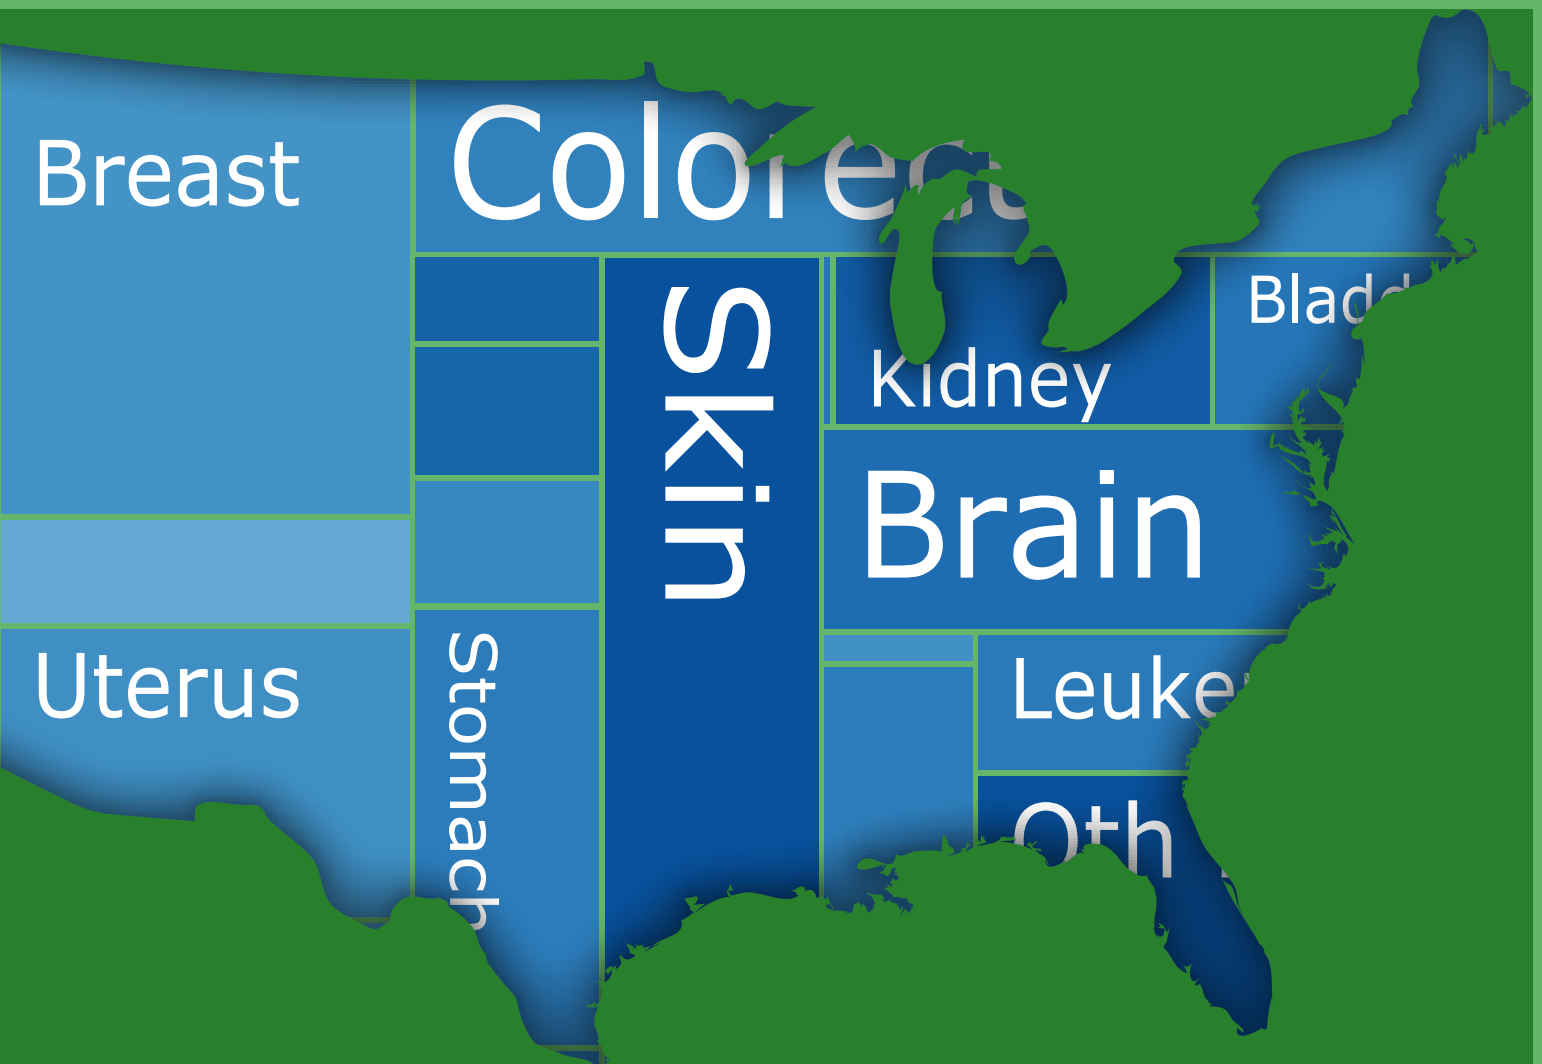 Breast
Colorect
Skin
Kidney
Bladd
Brain
Uterus
Stomach
Leuke
Oth